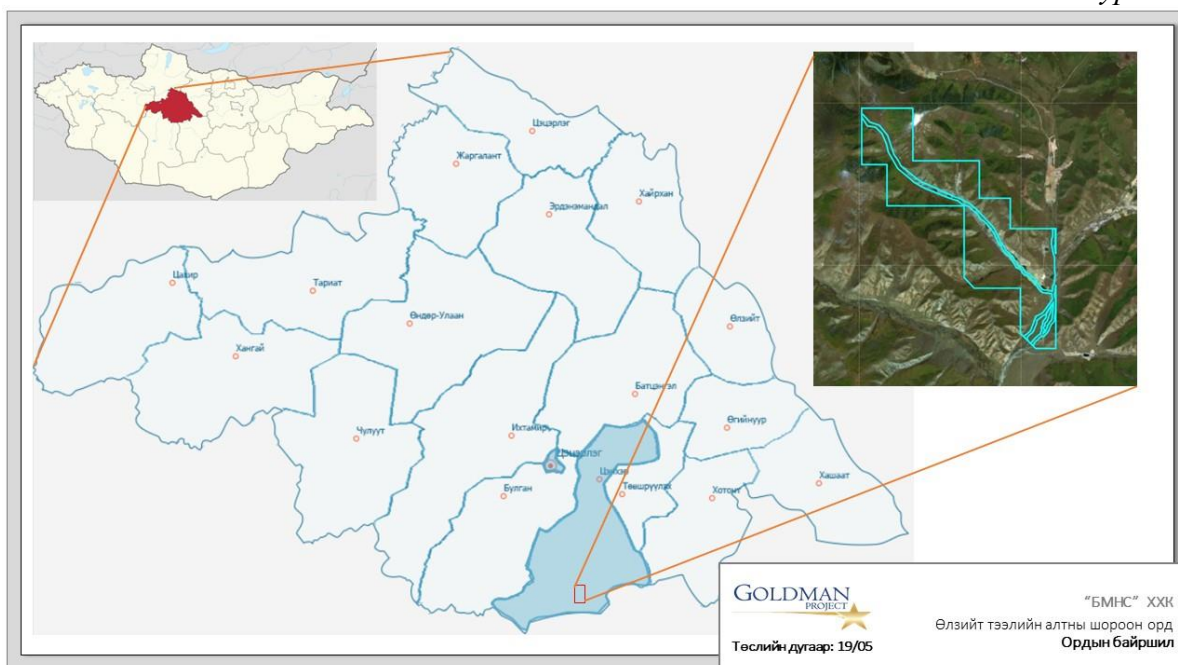 Цэцэрлэг
Жаргалант
Хайрхан
Эрдэнэмандал
Цахир
Тариат
Өндөр-Улаан
Өлзийт
Хангай
Батцэнгэл
Өгийнуур
Чулуут
Ихтамир
Цэцэрлэг
Цэнхэр
Хашаат
Булган
Төвшрүүлэх
Хотонт
GOLDMAN
PROJECT
Төслийн дугаар: 19/05
"БМНС" ХХК
Өлзийт тээлийн алтны шороон орд
Ордын байршил